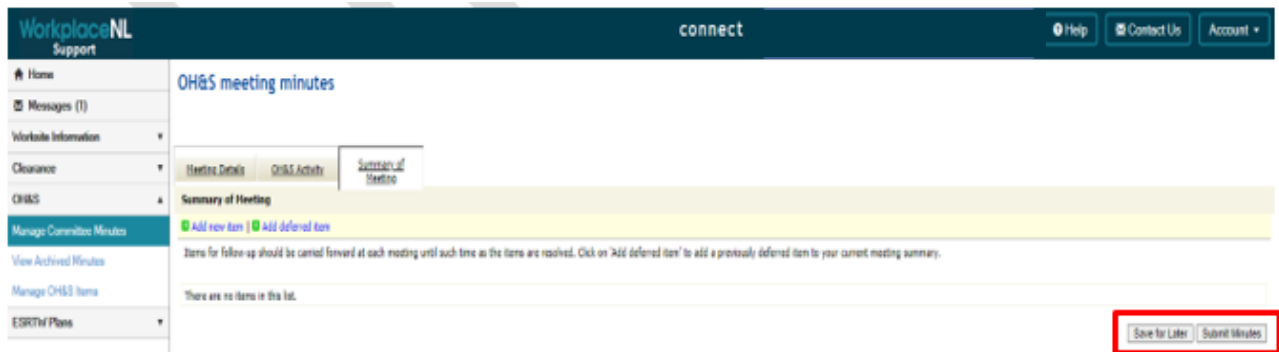 WorkplaceNL
Support
connect
Help
Contact Us
Account
Home
Messages (1)
Worksite Information
Clearance
OH&S
Manage Committee Minutes
View Archived Minutes
Manage OH&S Items
ESRTW Plans
OH&S meeting minutes
Meeting Details
OH&S Activity
Summary of
Meeting
Summary of Meeting
Add new item | Add deferred item
Items for follow-up should be carried forward at each meeting until such time as the items are resolved. Click on 'Add deferred item' to add a previously deferred item to your current meeting summary.
There are no items in this list.
Save for Later
Submit Minutes